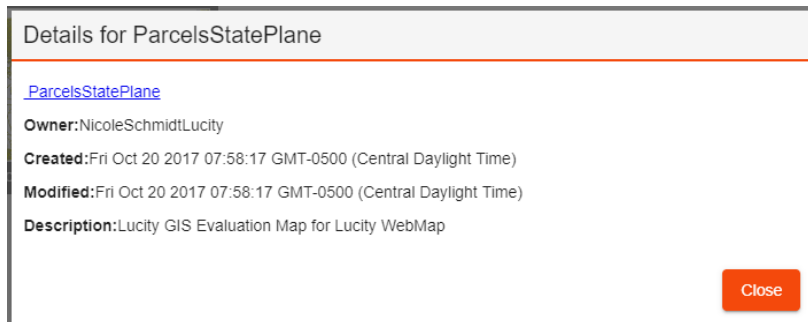 Details for ParcelsStatePlane
ParcelsStatePlane
Owner:NicoleSchmidtLucity
Created:Fri Oct 20 2017 07:58:17 GMT-0500 (Central Daylight Time)
Modified:Fri Oct 20 2017 07:58:17 GMT-0500 (Central Daylight Time)
Description:Lucity GIS Evaluation Map for Lucity WebMap
Close